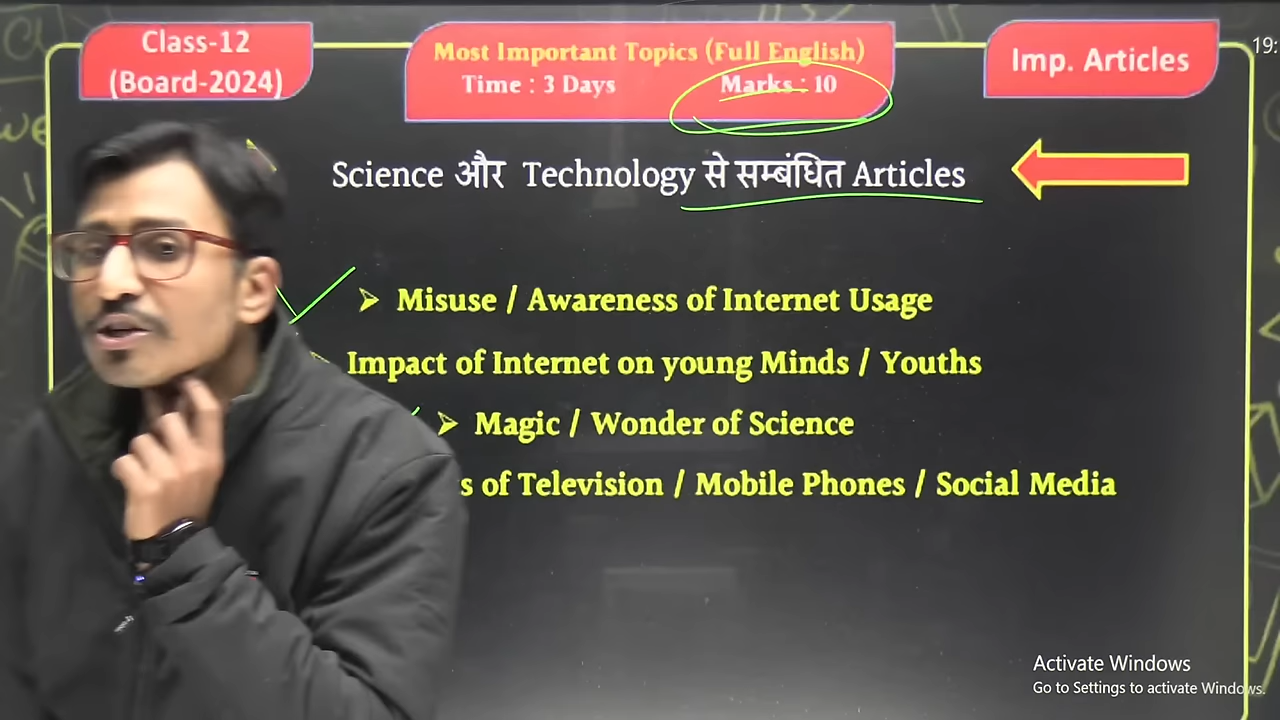 Class-12
(Board-2024)
Most Important Topics (Full English)
Time : 3 Days Marks : 10
Imp. Articles
19:
Science और Technology से सम्बंधित Articles
➢ Misuse / Awareness of Internet Usage
Impact of Internet on young Minds / Youths
➢ Magic / Wonder of Science
s of Television / Mobile Phones / Social Media
Activate Windows
Go to Settings to activate Windows.